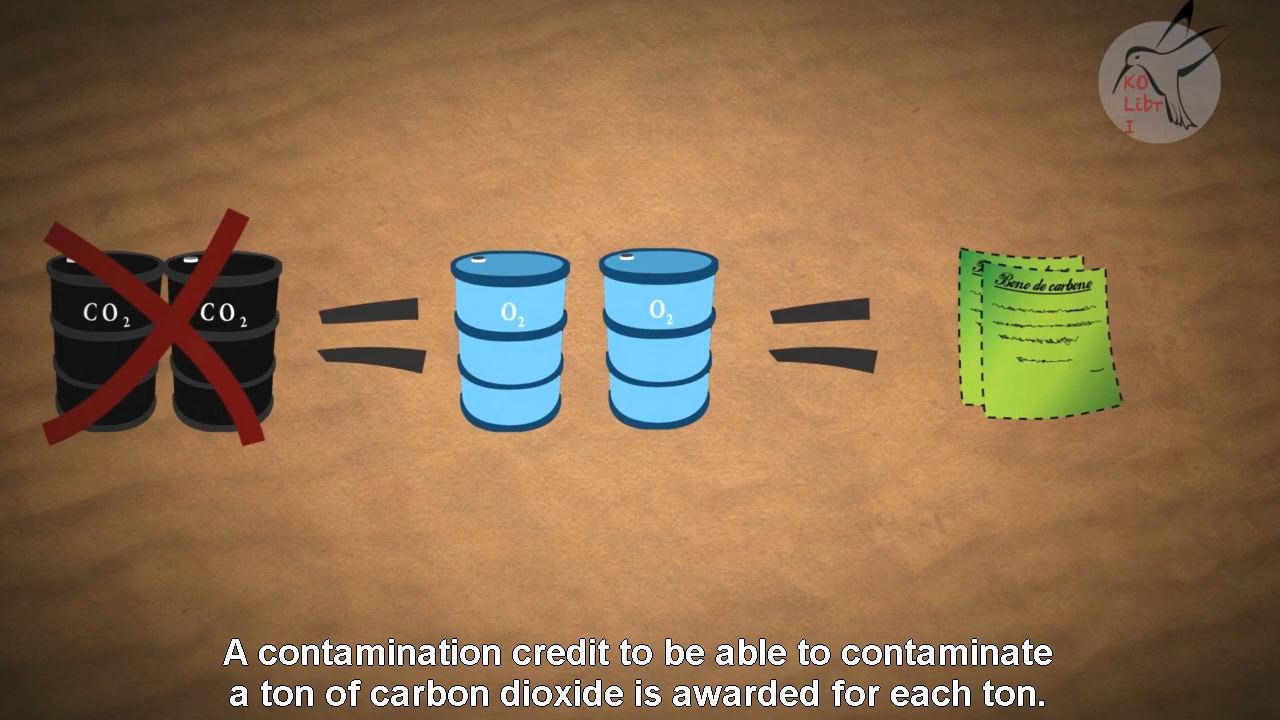 KO
Libr
I
CO2
CO2
O2
O2
Bono de carbono
A contamination credit to be able to contaminate
a ton of carbon dioxide is awarded for each ton.